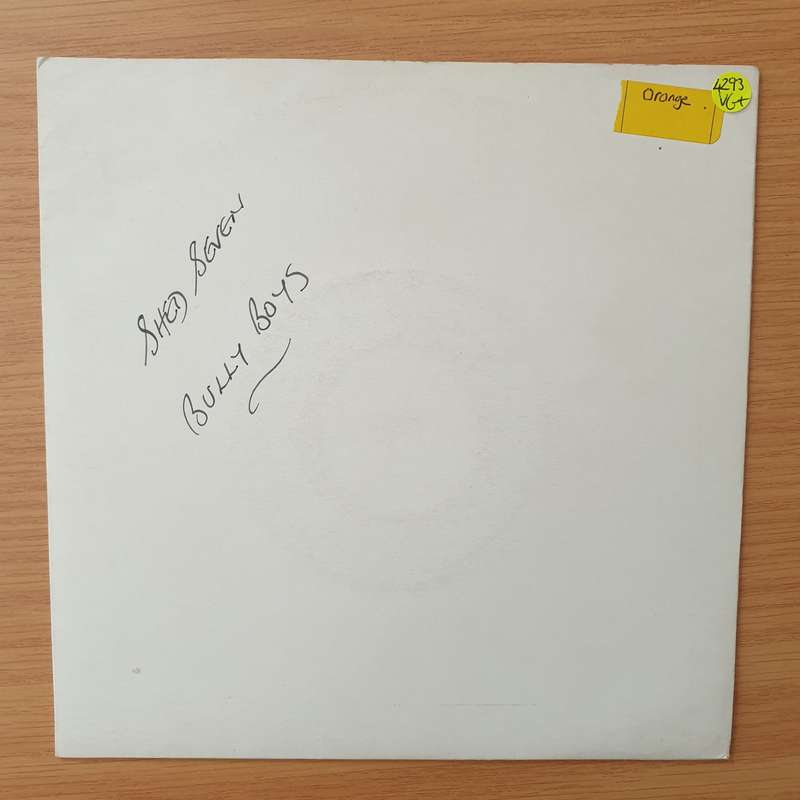 Orange
4293
VG+
SHED SEVEN
BULLY BOYS